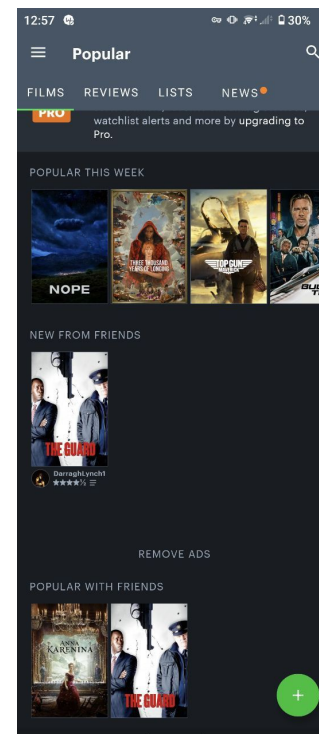 12:57
30%
Popular
FILMS REVIEWS LISTS NEWS
PRO
watchlist alerts and more by upgrading to
Pro.
POPULAR THIS WEEK
NOPE
THREE THOUSAND
YEARS OF LONGING
TOP GUN
MAVERICK
NEW FROM FRIENDS
THE GUARD
DarraghLynch1
★★★★½
REMOVE ADS
POPULAR WITH FRIENDS
ANNA
KARENINA
THE GUARD
+